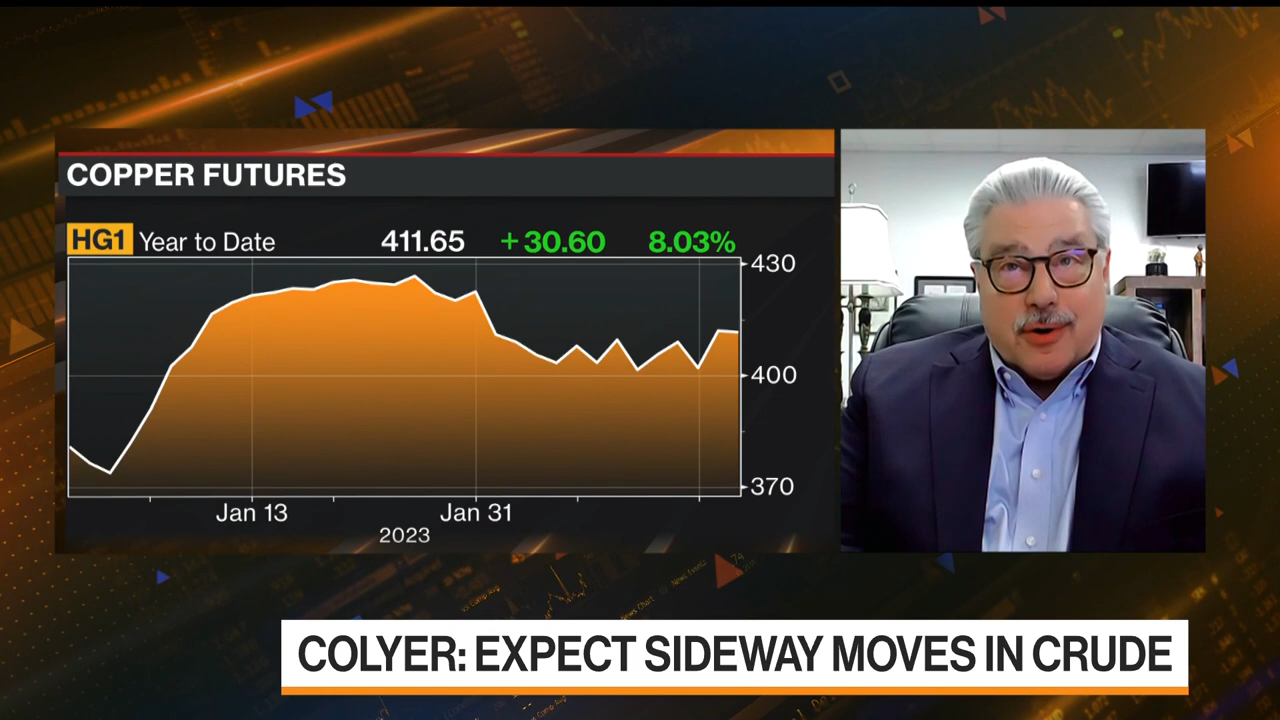 COPPER FUTURES
HG1 Year to Date 411.65 +30.60 8.03%
430
400
370
Jan 13 Jan 31
2023
COLYER: EXPECT SIDEWAY MOVES IN CRUDE